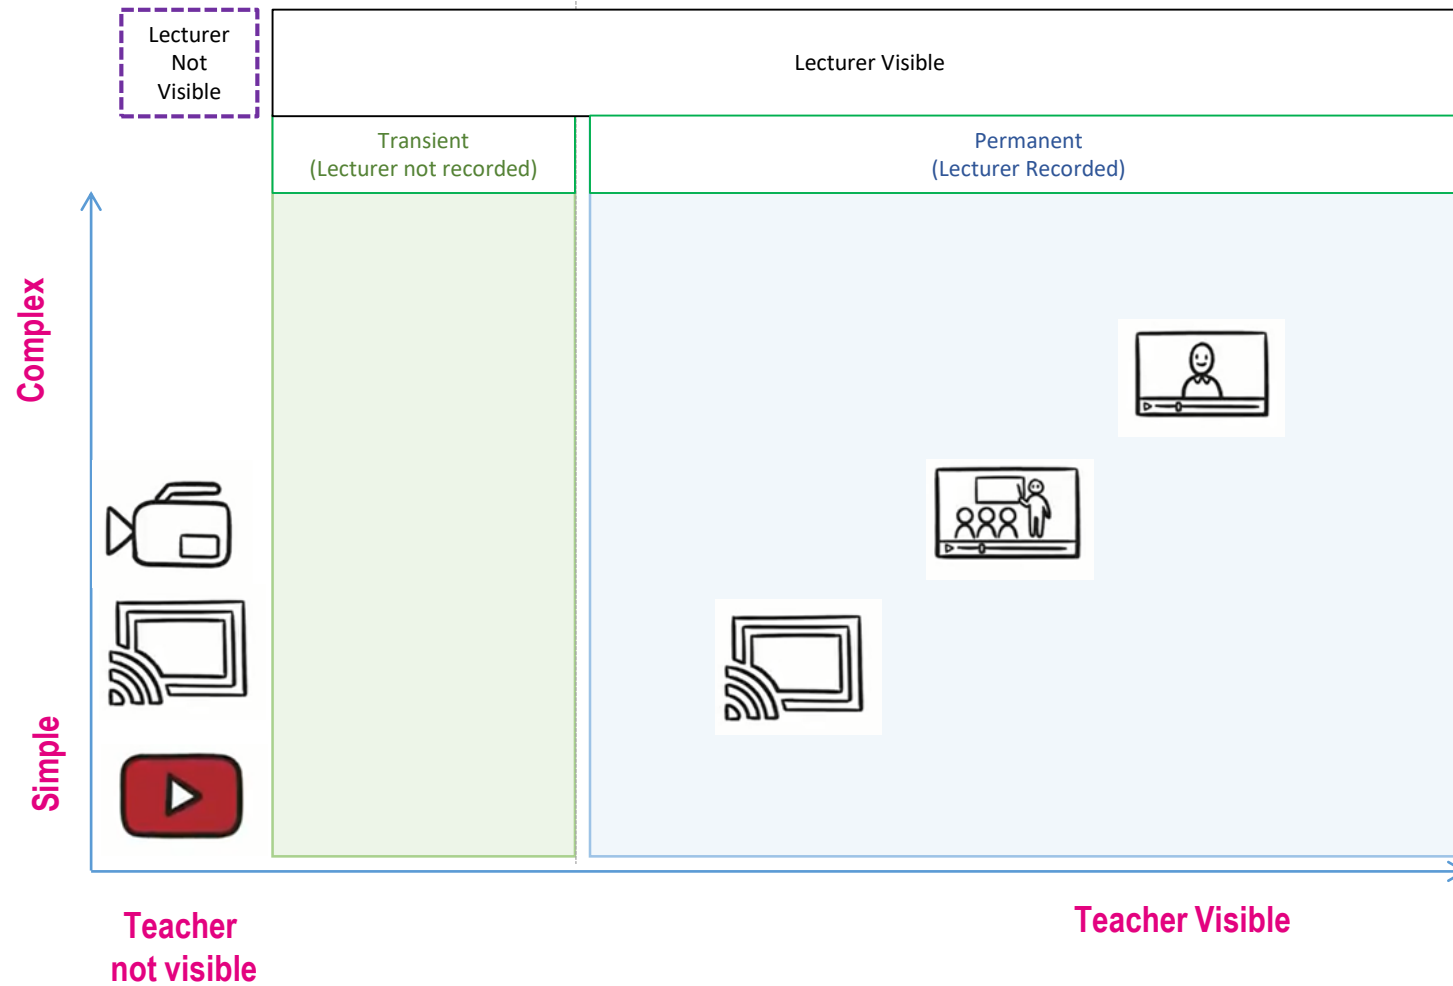 Lecturer
Not
Visible
Lecturer Visible
Transient
(Lecturer not recorded)
Permanent
(Lecturer Recorded)
Complex
Simple
Teacher
not visible
Teacher Visible